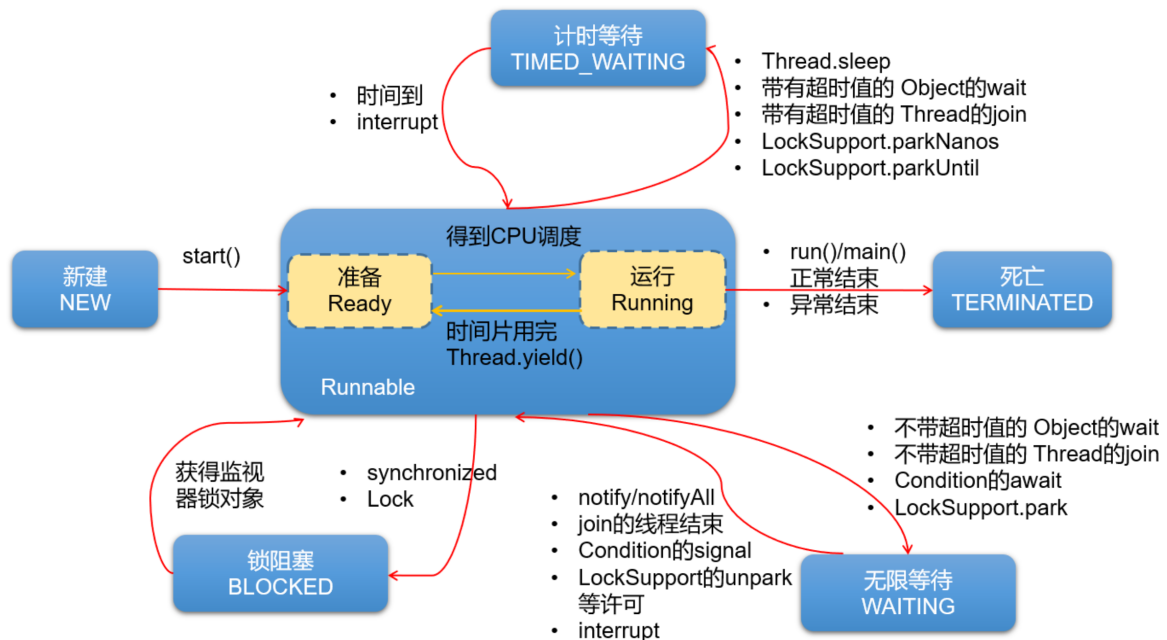 计时等待
TIMED_WAITING
• 时间到
• interrupt
• Thread.sleep
• 带有超时值的 Object的wait
• 带有超时值的 Thread的join
• LockSupport.parkNanos
• LockSupport.parkUntil
新建
NEW
start()
得到CPU调度
准备
Ready
运行
Running
时间片用完
Thread.yield()
Runnable
• run()/main()
正常结束
• 异常结束
死亡
TERMINATED
获得监视
器锁对象
• synchronized
• Lock
锁阻塞
BLOCKED
• notify/notifyAll
• join的线程结束
• Condition的signal
• LockSupport的unpark
等许可
• interrupt
• 不带超时值的 Object的wait
• 不带超时值的 Thread的join
• Condition的await
• LockSupport.park
无限等待
WAITING